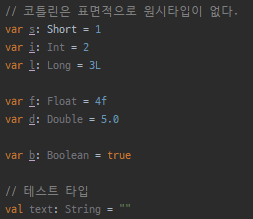 // 코틀린은 표면적으로 원시타입이 없다.
var s: Short = 1
var i: Int = 2
var l: Long = 3L
var f: Float = 4f
var d: Double = 5.0
var b: Boolean = true
// 테스트 타입
val text: String = ""